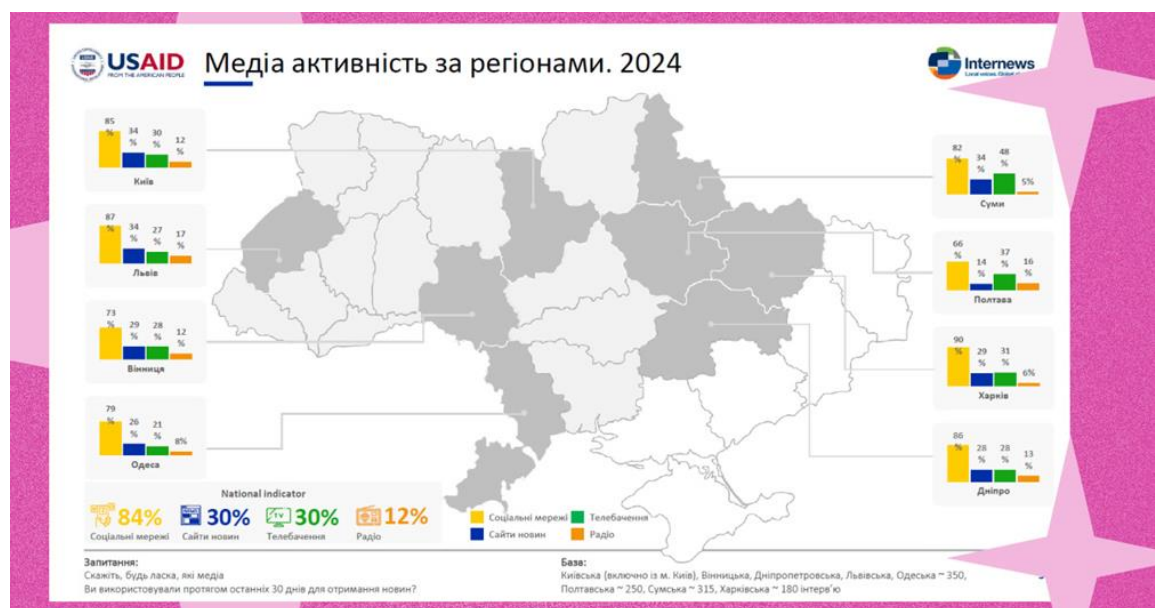 USAID
FROM THE AMERICAN PEOPLE
Медіа активність за регіонами. 2024
Internews
Local voices. Global
85 %
34 %
30 %
12 %
Київ
87 %
34 %
27 %
17 %
Львів
73 %
29 %
28 %
12 %
Вінниця
79 %
26 %
21 %
8%
Одеса
82 %
34 %
48 %
5%
Суми
66 %
14 %
37 %
16 %
Полтава
90 %
29 %
31 %
6%
Харків
86 %
28 %
28 %
13 %
Дніпро
National indicator
84%
30%
TV
30%
12%
Соціальні мережі
Сайти новин
Телебачення
Радіо
Соціальні мережі
Телебачення
Сайти новин
Радіо
Запитання:
Скажіть, будь ласка, які медіа
Ви використовували протягом останніх 30 днів для отримання новин?
База:
Київська (включно із м. Київ), Вінницька, Дніпропетровська, Львівська, Одеська ~ 350,
Полтавська ~ 250, Сумська ~ 315, Харківська ~ 180 інтерв'ю